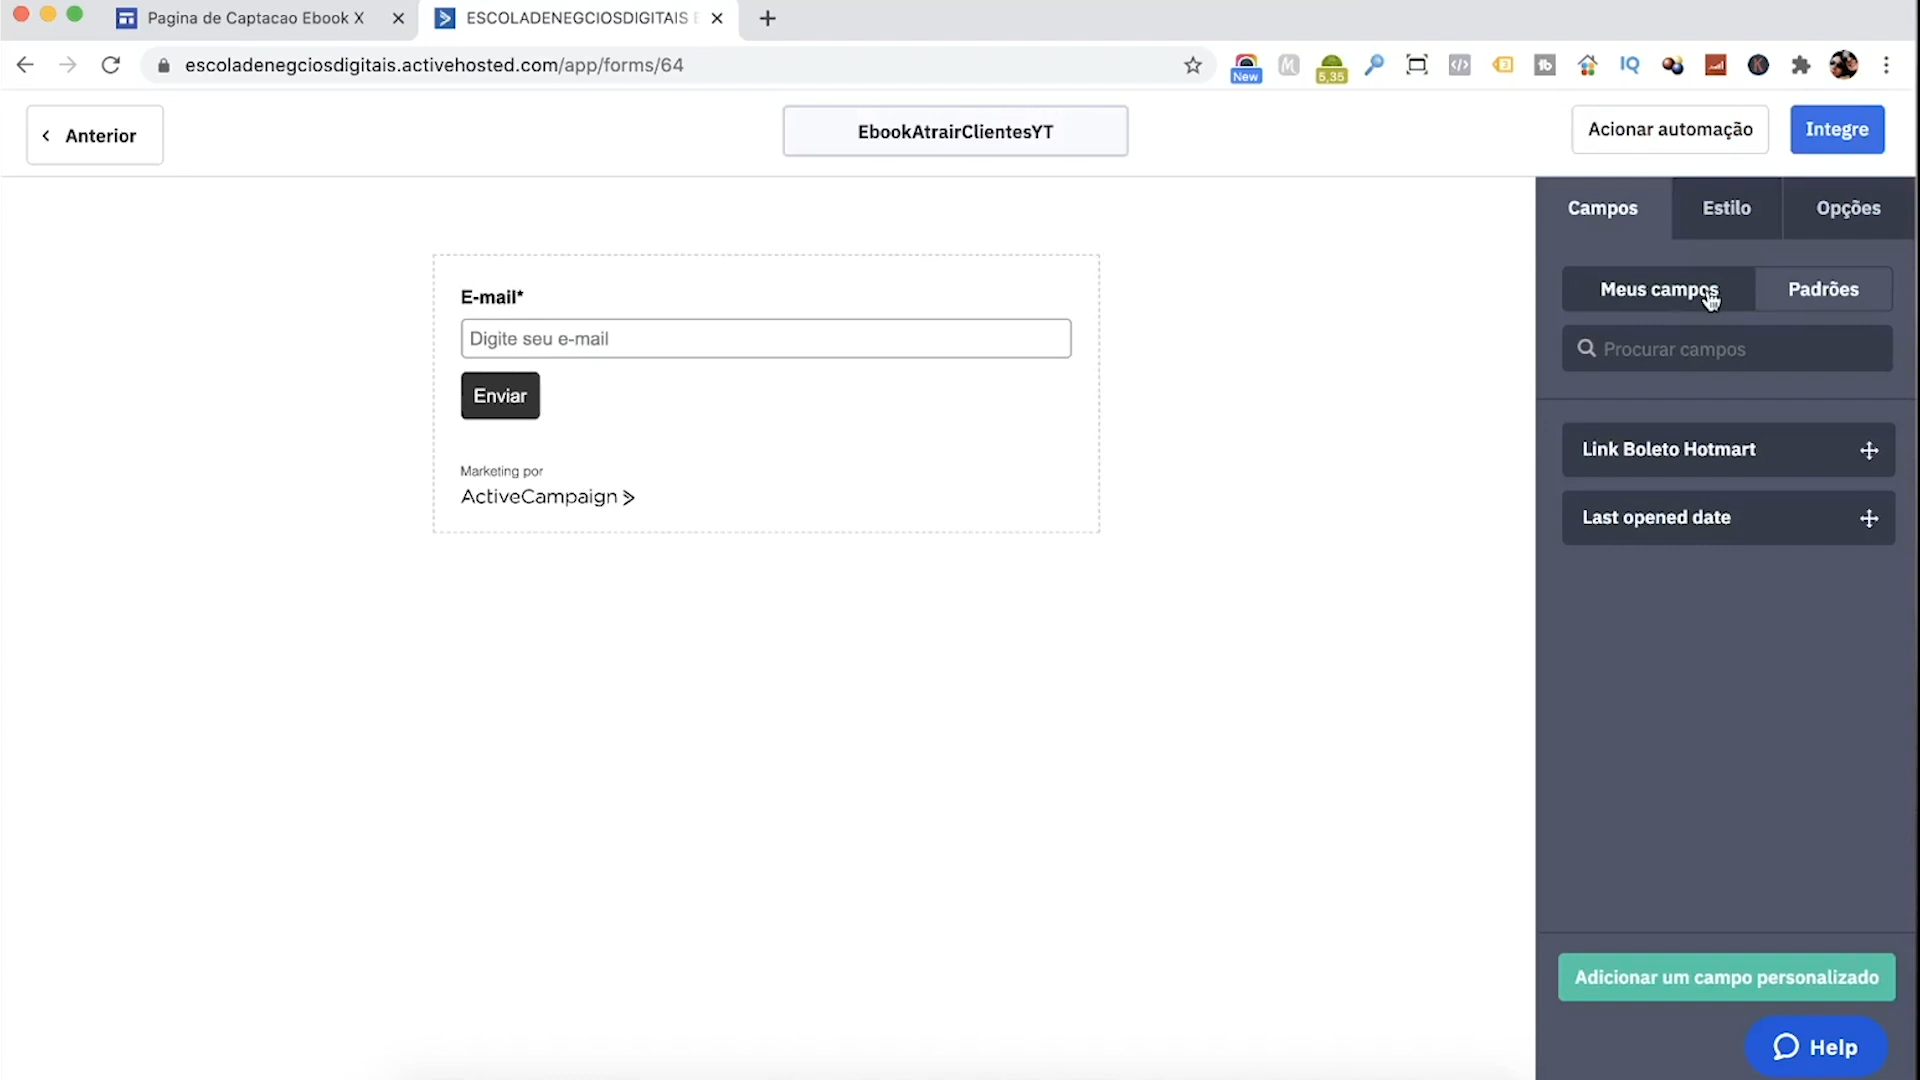 Pagina de Captacao Ebook X
ESCOLADENEGCIOSDIGITAIS
escoladenegciosdigitais.activehosted.com/app/forms/64
New
5,35
IQ
Anterior
EbookAtrairClientesYT
Acionar automação
Integre
Campos
Estilo
Opções
Meus campos
Padrões
Procurar campos
E-mail*
Digite seu e-mail
Enviar
Marketing por
ActiveCampaign
Link Boleto Hotmart
Last opened date
Adicionar um campo personalizado
Help